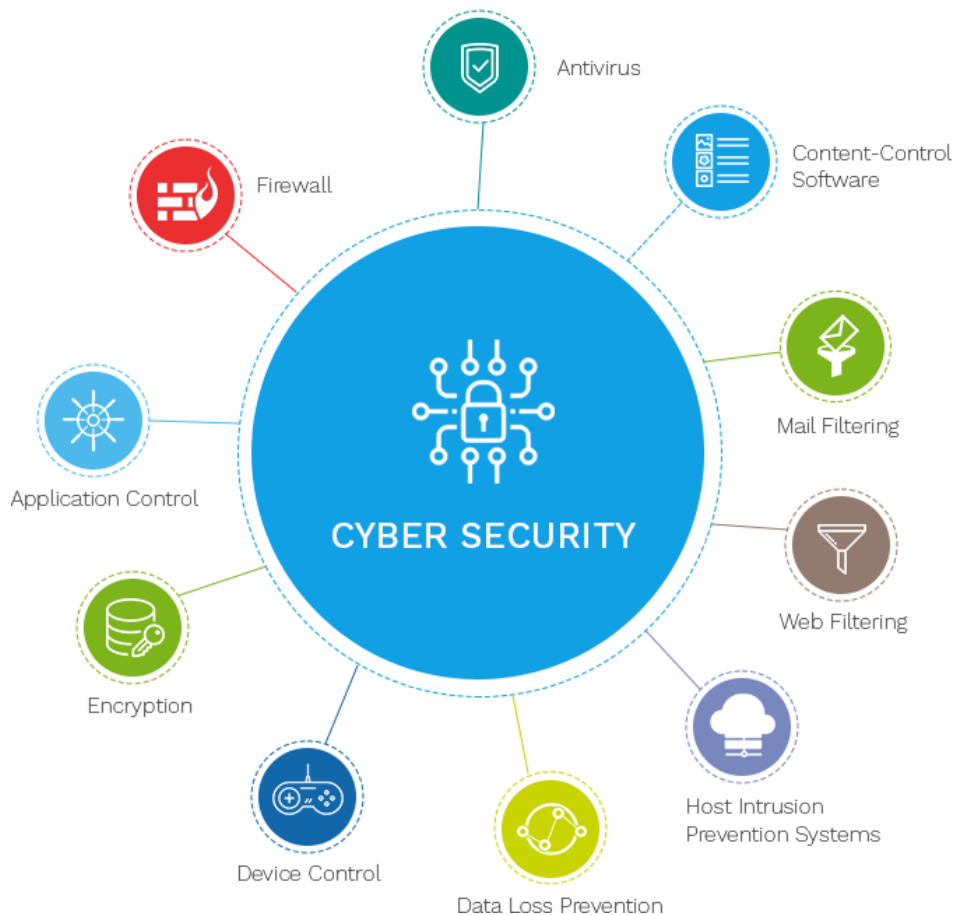 Antivirus
Content-Control
Software
Firewall
Mail Filtering
Application Control
CYBER SECURITY
Web Filtering
Encryption
Host Intrusion
Prevention Systems
Device Control
Data Loss Prevention